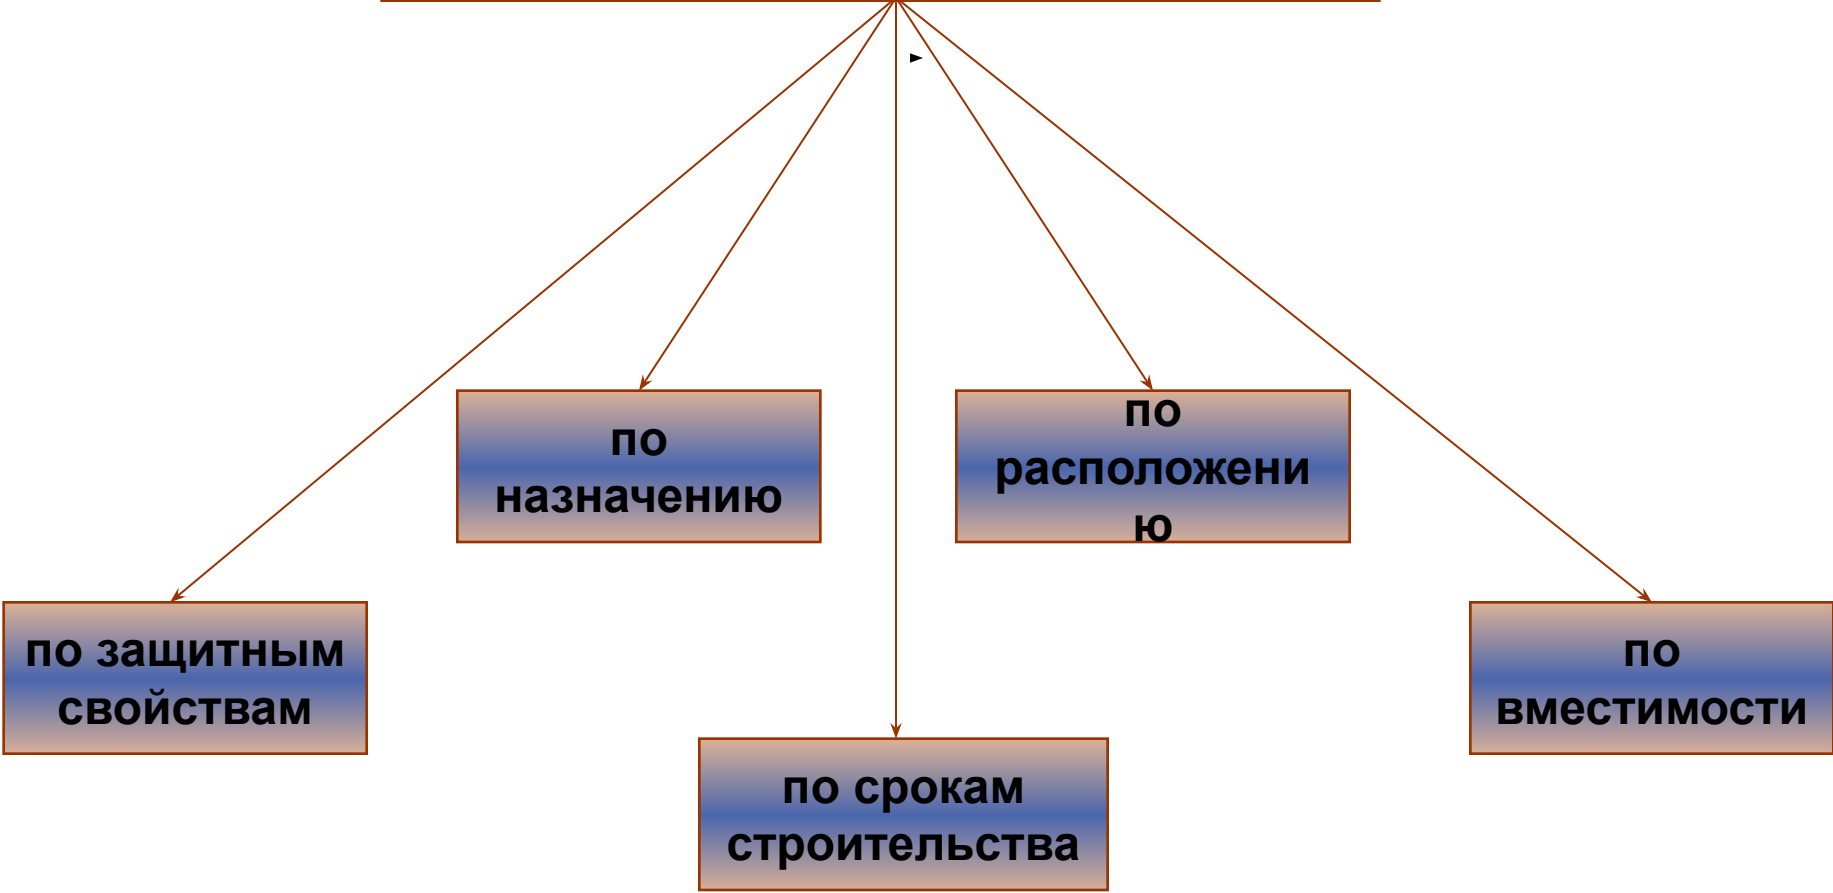 по
назначению
по
расположени
ю
по защитным
свойствам
по
вместимости
по срокам
строительства